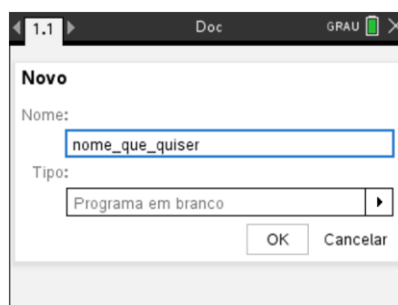 1.1 Doc GRAU
Novo
Nome:
nome_que_quiser
Tipo:
Programa em branco
OK Cancelar